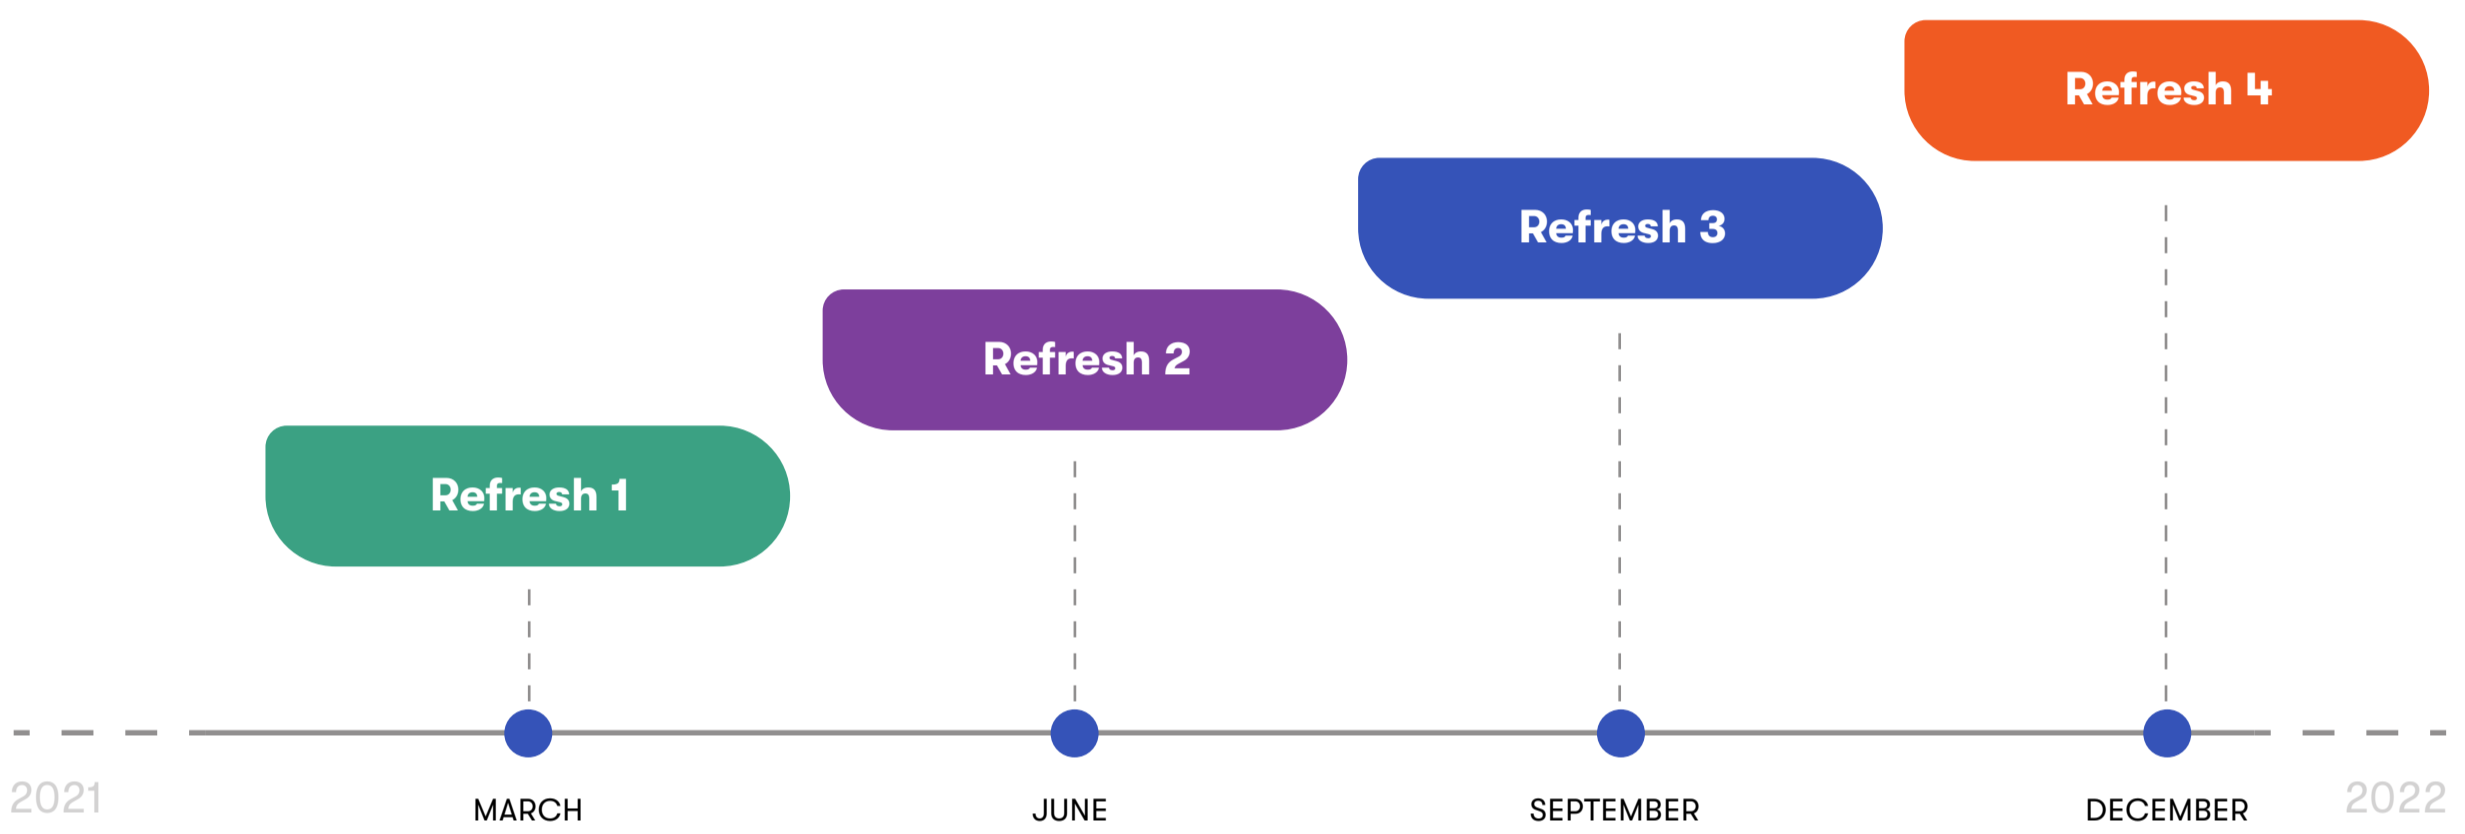 Refresh 4
Refresh 3
Refresh 2
Refresh 1
2021
MARCH
JUNE
SEPTEMBER
DECEMBER
2022